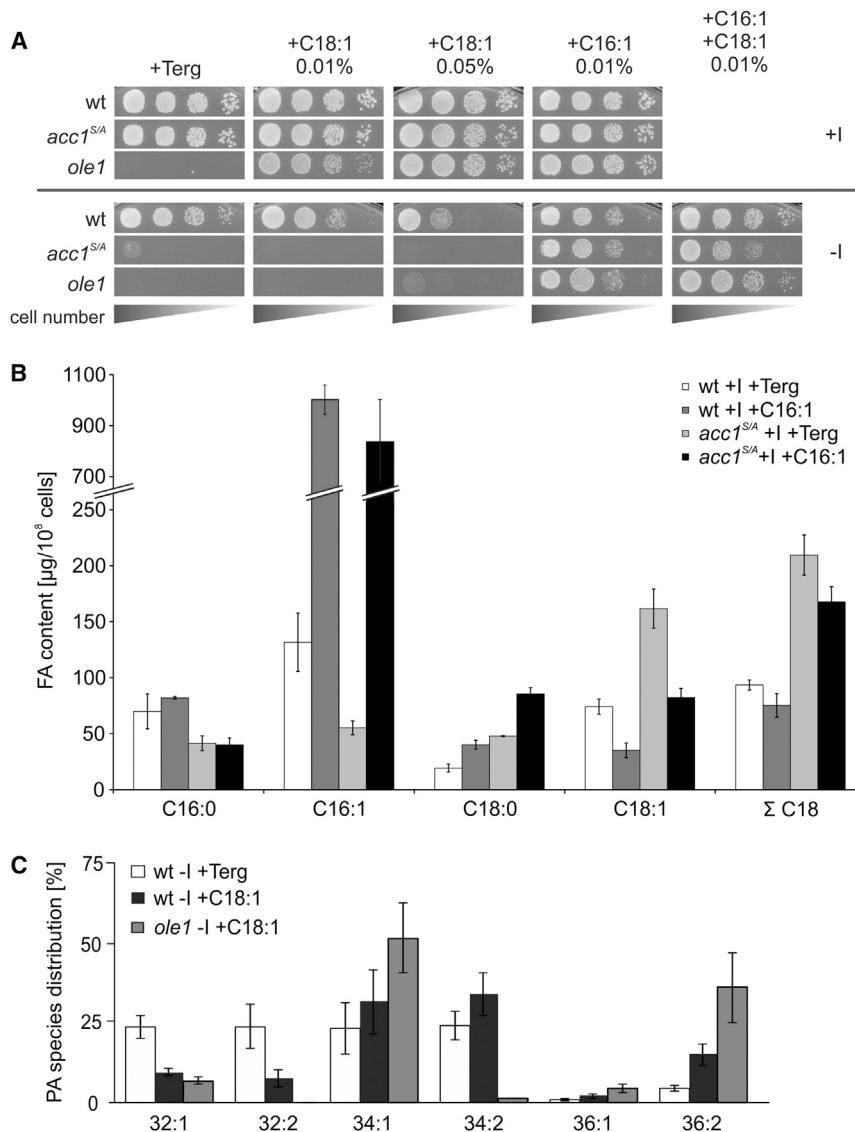 A
+Terg
+C18:1
0.01%
+C18:1
0.05%
+C16:1
0.01%
+C16:1
+C18:1
0.01%
wt
acc1^S/A
ole1
+I
wt
acc1^S/A
ole1
-I
cell number
B
FA content [µg/10⁸ cells]
1100
900
700
250
200
150
100
50
0
wt +I +Terg
wt +I +C16:1
acc1^S/A +I +Terg
acc1^S/A +I +C16:1
C16:0 C16:1 C18:0 C18:1 Σ C18
C
PA species distribution [%]
75
50
25
0
wt -I +Terg
wt -I +C18:1
ole1 -I +C18:1
32:1 32:2 34:1 34:2 36:1 36:2